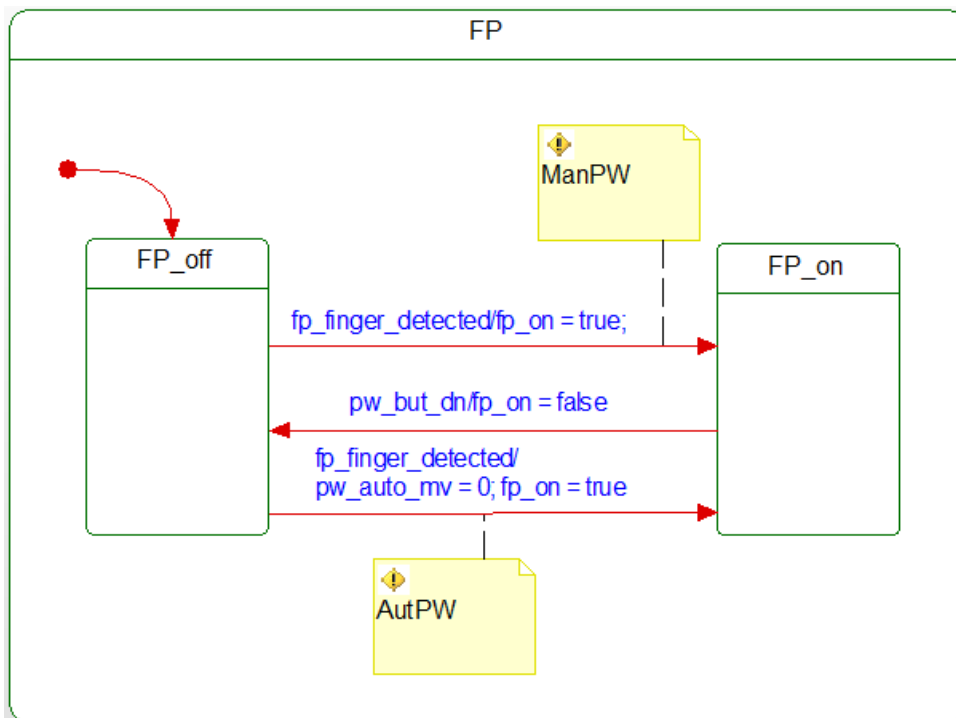 FP
ManPW
FP_off
FP_on
fp_finger_detected/fp_on = true;
pw_but_dn/fp_on = false
fp_finger_detected/
pw_auto_mv = 0; fp_on = true
AutPW